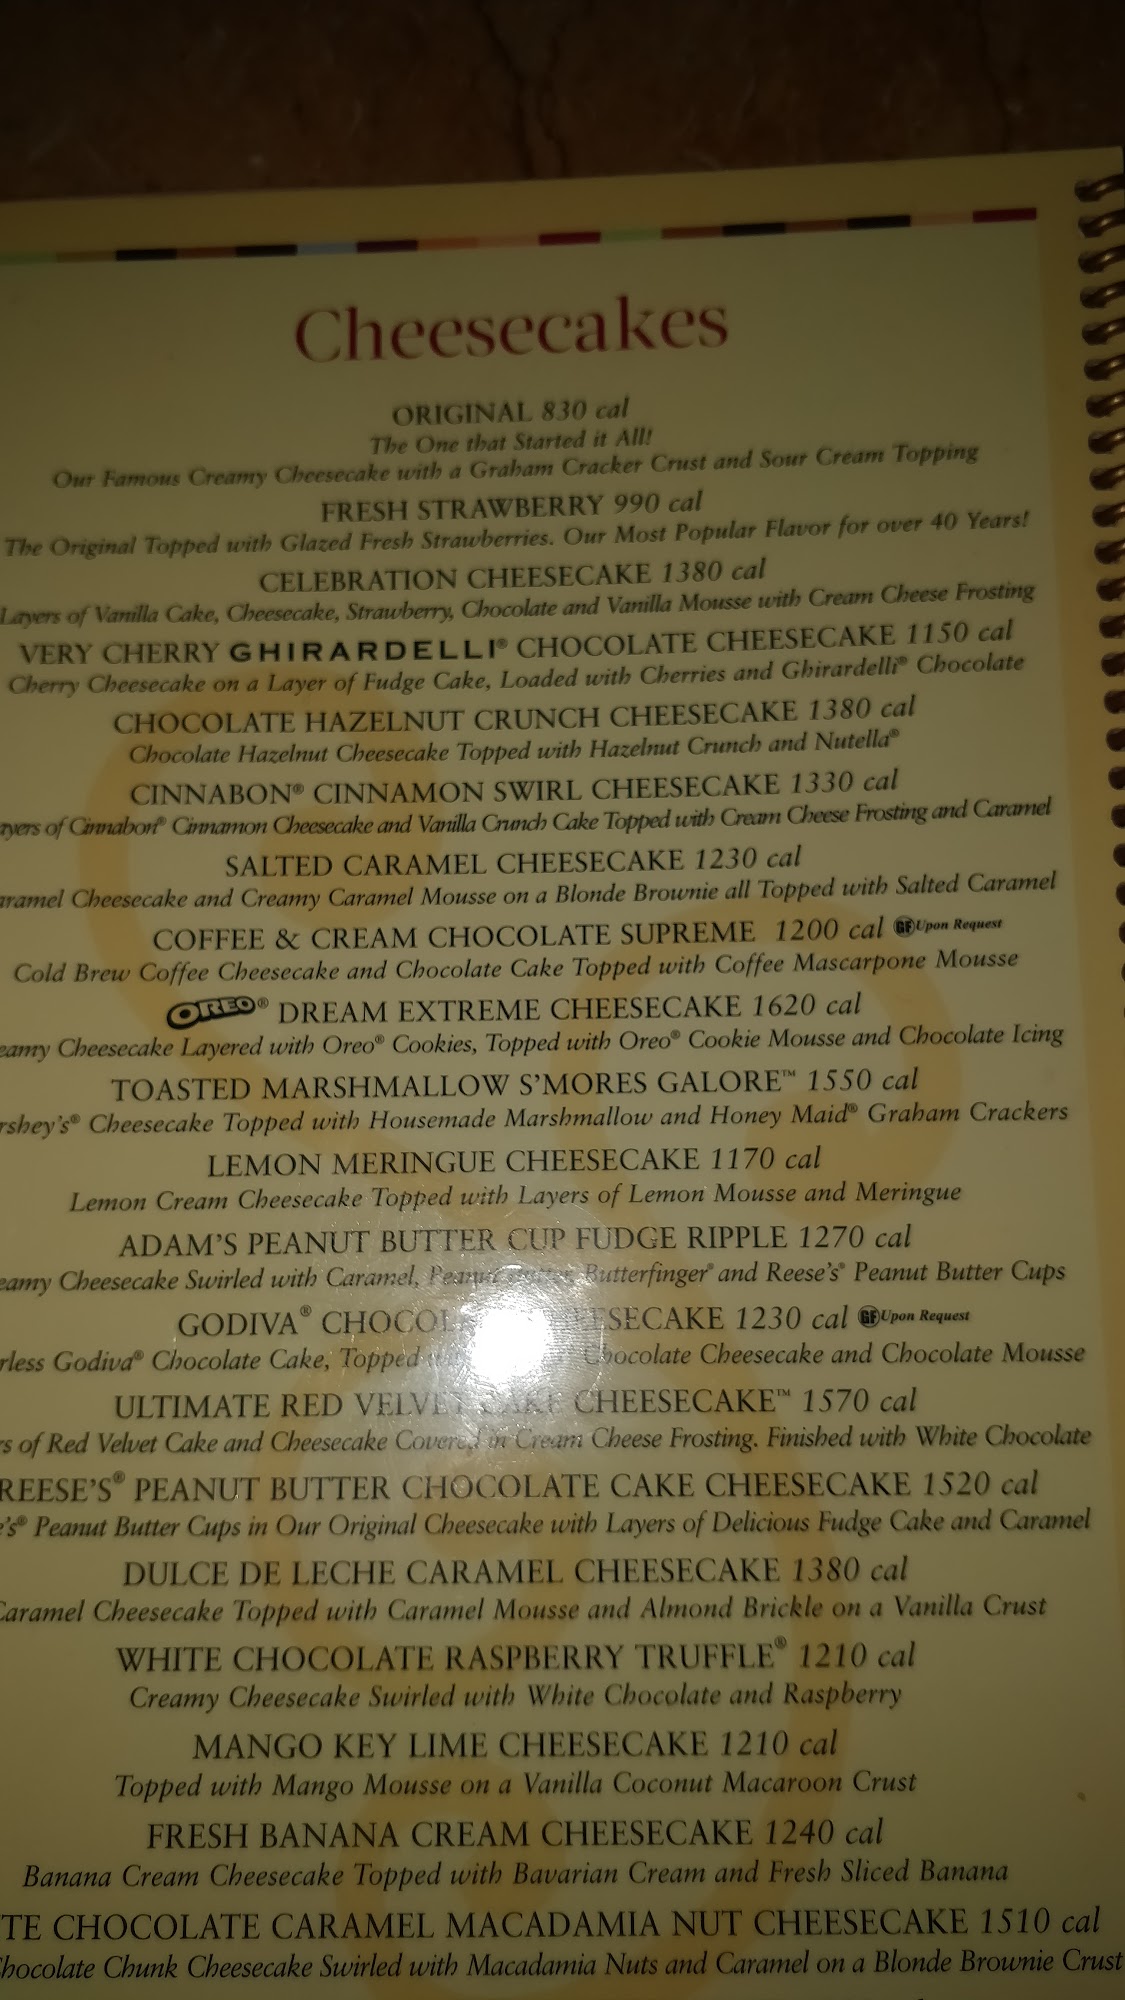 Cheesecakes
ORIGINAL 830 cal
The One that Started it All!
Our Famous Creamy Cheesecake with a Graham Cracker Crust and Sour Cream Topping
FRESH STRAWBERRY 990 cal
The Original Topped with Glazed Fresh Strawberries. Our Most Popular Flavor for over 40 Years!
CELEBRATION CHEESECAKE 1380 cal
Layers of Vanilla Cake, Cheesecake, Strawberry, Chocolate and Vanilla Mousse with Cream Cheese Frosting
VERY CHERRY GHIRARDELLI® CHOCOLATE CHEESECAKE 1150 cal
Cherry Cheesecake on a Layer of Fudge Cake, Loaded with Cherries and Ghirardelli® Chocolate
CHOCOLATE HAZELNUT CRUNCH CHEESECAKE 1380 cal
Chocolate Hazelnut Cheesecake Topped with Hazelnut Crunch and Nutella®
CINNABON® CINNAMON SWIRL CHEESECAKE 1330 cal
ayers of Cinnabon® Cinnamon Cheesecake and Vanilla Crunch Cake Topped with Cream Cheese Frosting and Caramel
SALTED CARAMEL CHEESECAKE 1230 cal
aramel Cheesecake and Creamy Caramel Mousse on a Blonde Brownie all Topped with Salted Caramel
COFFEE & CREAM CHOCOLATE SUPREME 1200 cal GF Upon Request
Cold Brew Coffee Cheesecake and Chocolate Cake Topped with Coffee Mascarpone Mousse
OREO® DREAM EXTREME CHEESECAKE 1620 cal
eamy Cheesecake Layered with Oreo® Cookies, Topped with Oreo® Cookie Mousse and Chocolate Icing
TOASTED MARSHMALLOW S'MORES GALORE™ 1550 cal
rshey's® Cheesecake Topped with Housemade Marshmallow and Honey Maid® Graham Crackers
LEMON MERINGUE CHEESECAKE 1170 cal
Lemon Cream Cheesecake Topped with Layers of Lemon Mousse and Meringue
ADAM'S PEANUT BUTTER CUP FUDGE RIPPLE 1270 cal
eamy Cheesecake Swirled with Caramel, Peanut Butter, Butterfinger® and Reese's® Peanut Butter Cups
GODIVA® CHOCOLATE CHEESECAKE 1230 cal GF Upon Request
rless Godiva® Chocolate Cake, Topped Chocolate Cheesecake and Chocolate Mousse
ULTIMATE RED VELVET CAKE CHEESECAKE™ 1570 cal
rs of Red Velvet Cake and Cheesecake Covered in Cream Cheese Frosting. Finished with White Chocolate
REESE'S® PEANUT BUTTER CHOCOLATE CAKE CHEESECAKE 1520 cal
e's® Peanut Butter Cups in Our Original Cheesecake with Layers of Delicious Fudge Cake and Caramel
DULCE DE LECHE CARAMEL CHEESECAKE 1380 cal
Caramel Cheesecake Topped with Caramel Mousse and Almond Brickle on a Vanilla Crust
WHITE CHOCOLATE RASPBERRY TRUFFLE® 1210 cal
Creamy Cheesecake Swirled with White Chocolate and Raspberry
MANGO KEY LIME CHEESECAKE 1210 cal
Topped with Mango Mousse on a Vanilla Coconut Macaroon Crust
FRESH BANANA CREAM CHEESECAKE 1240 cal
Banana Cream Cheesecake Topped with Bavarian Cream and Fresh Sliced Banana
TE CHOCOLATE CARAMEL MACADAMIA NUT CHEESECAKE 1510 cal
Chocolate Chunk Cheesecake Swirled with Macadamia Nuts and Caramel on a Blonde Brownie Crust